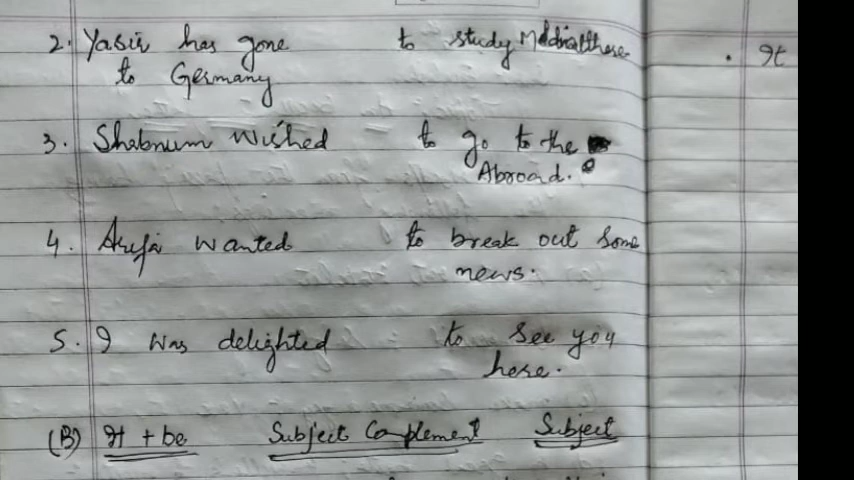 2. Yasir has gone to study there
to Germany
3. Shabnum wished to go to the
Abroad.
4. wanted to break out some
news.
5. I was delighted to see you
here.
(B) It + be Subject Complement Subject
It